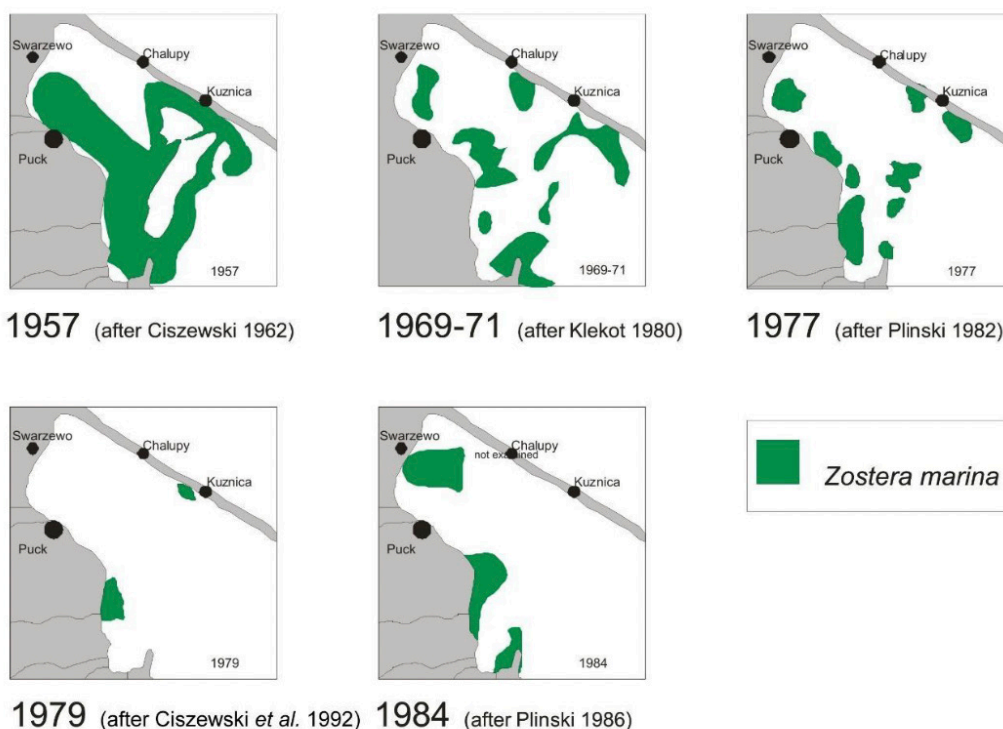 Swarzewo
Chalupy
Kuznica
Puck
1957
1957 (after Ciszewski 1962)
Swarzewo
Chalupy
Kuznica
Puck
1969-71
1969-71 (after Klekot 1980)
Swarzewo
Chalupy
Kuznica
Puck
1977
1977 (after Plinski 1982)
Swarzewo
Chalupy
Kuznica
Puck
1979
1979 (after Ciszewski et al. 1992)
Swarzewo
Chalupy
not examined
Kuznica
Puck
1984
1984 (after Plinski 1986)
Zostera marina